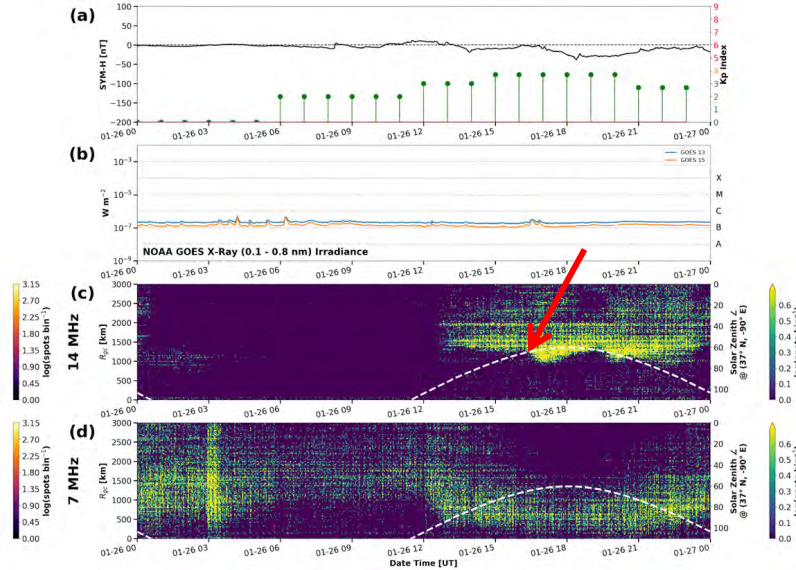 (a)
100
50
0
−50
−100
−150
−200
SYM-H [nT]
9
8
7
6
5
4
3
2
1
0
Kp Index
01-26 00 01-26 03 01-26 06 01-26 09 01-26 12 01-26 15 01-26 18 01-26 21 01-27 00
(b)
10⁻³
10⁻⁵
10⁻⁷
10⁻⁹
W m⁻²
GOES 13
GOES 15
X
M
C
B
A
NOAA GOES X-Ray (0.1 - 0.8 nm) Irradiance
01-26 00 01-26 03 01-26 06 01-26 09 01-26 12 01-26 15 01-26 18 01-26 21 01-27 00
3.15
2.70
2.25
1.80
1.35
0.90
0.45
0.00
log(spots bin⁻¹)
14 MHz
(c)
3000
2500
2000
1500
1000
500
0
R_gc [km]
0
20
40
60
80
100
Solar Zenith ∠
@ (37° N, -90° E)
0.6
0.5
0.4
0.3
0.2
0.1
0.0
01-26 00 01-26 03 01-26 06 01-26 09 01-26 12 01-26 15 01-26 18 01-26 21 01-27 00
3.15
2.70
2.25
1.80
1.35
0.90
0.45
0.00
log(spots bin⁻¹)
7 MHz
(d)
3000
2500
2000
1500
1000
500
0
R_gc [km]
0
20
40
60
80
100
Solar Zenith ∠
@ (37° N, -90° E)
0.6
0.5
0.4
0.3
0.2
0.1
0.0
01-26 00 01-26 03 01-26 06 01-26 09 01-26 12 01-26 15 01-26 18 01-26 21 01-27 00
Date Time [UT]